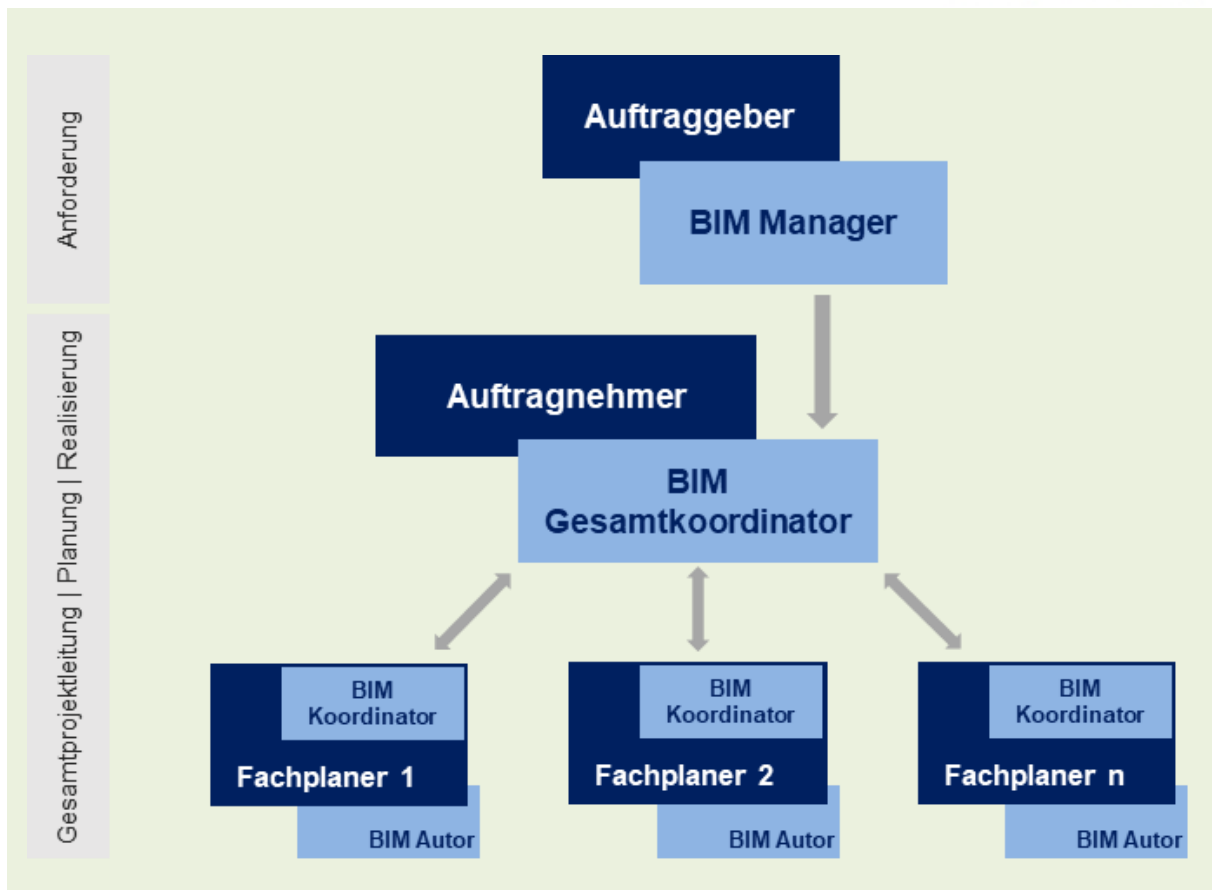 Anforderung
Auftraggeber
BIM Manager
Gesamtprojektleitung | Planung | Realisierung
Auftragnehmer
BIM
Gesamtkoordinator
BIM
Koordinator
Fachplaner 1
BIM Autor
BIM
Koordinator
Fachplaner 2
BIM Autor
BIM
Koordinator
Fachplaner n
BIM Autor